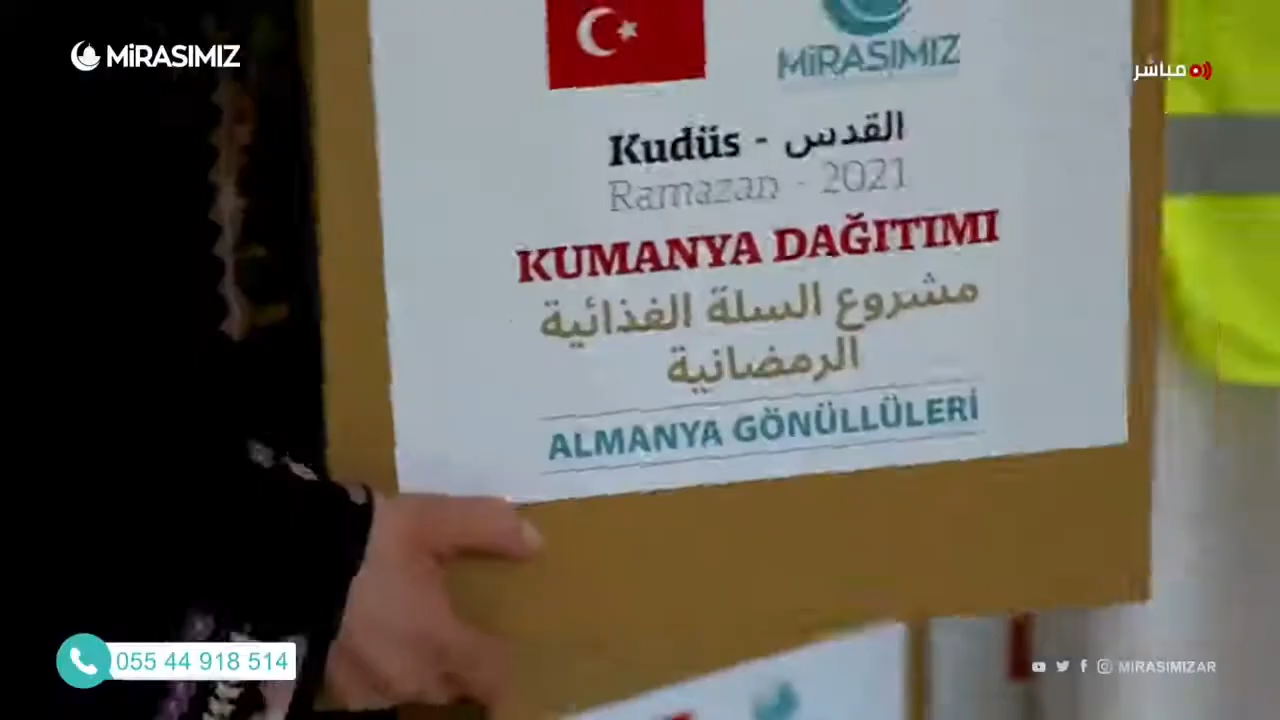 MİRASIMIZ
مباشر
MİRASIMIZ
Kudüs - القدس
Ramazan - 2021
KUMANYA DAĞITIMI
مشروع السلة الغذائية
الرمضانية
ALMANYA GÖNÜLLÜLERİ
055 44 918 514
MIRASIMIZAR